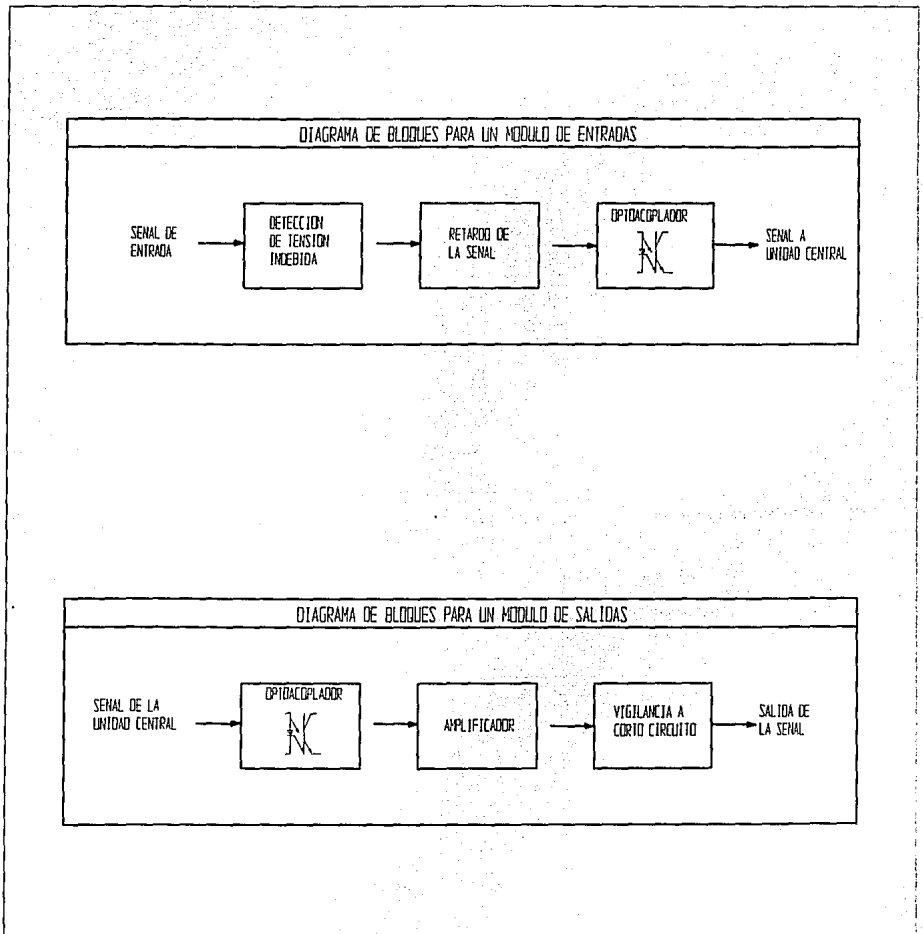 DIAGRAMA DE BLOQUES PARA UN MODULO DE ENTRADAS
SENAL DE
ENTRADA
DETECCION
DE TENSION
INDEBIDA
RETARDO DE
LA SENAL
OPTOACOPLADOR
SENAL A
UNIDAD CENTRAL
DIAGRAMA DE BLOQUES PARA UN MODULO DE SALIDAS
SENAL DE LA
UNIDAD CENTRAL
OPTOACOPLADOR
AMPLIFICADOR
VIGILANCIA A
CORTO CIRCUITO
SALIDA DE
LA SENAL